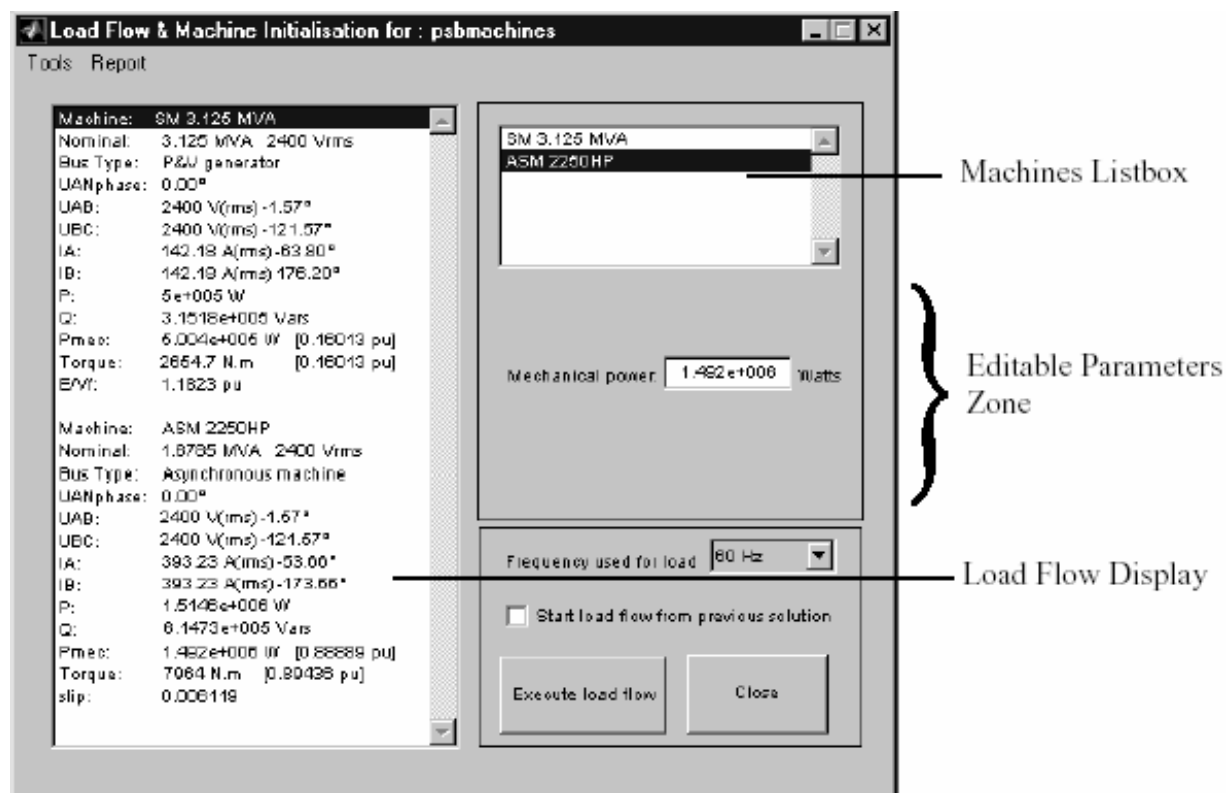 Load Flow & Machine Initialisation for : psbmachines
Tools Report
Machine: SM 3.125 MVA
Nominal: 3.125 MVA 2400 Vrms
Bus Type: P&V generator
UANphase: 0.00°
UAB: 2400 V(rms) -1.57°
UBC: 2400 V(rms) -121.57°
IA: 142.18 A(rms) -63.80°
IB: 142.18 A(rms) 176.20°
P: 5e+005 W
Q: 3.1518e+005 Vars
Pmec: 5.004e+005 W [0.16013 pu]
Torque: 2654.7 N.m [0.16013 pu]
E/Vf: 1.1823 pu
Machine: ASM 2250HP
Nominal: 1.6785 MVA 2400 Vrms
Bus Type: Asynchronous machine
UANphase: 0.00°
UAB: 2400 V(rms) -1.57°
UBC: 2400 V(rms) -121.57°
IA: 393.23 A(rms) -53.66°
IB: 393.23 A(rms) -173.66°
P: 1.5146e+006 W
Q: 6.1473e+005 Vars
Pmec: 1.492e+006 W [0.88889 pu]
Torque: 7964 N.m [0.89436 pu]
slip: 0.006119
SM 3.125 MVA
ASM 2250HP
Mechanical power: 1.492e+006 Watts
Frequency used for load 60 Hz
Start load flow from previous solution
Execute load flow
Close
Machines Listbox
Editable Parameters
Zone
Load Flow Display